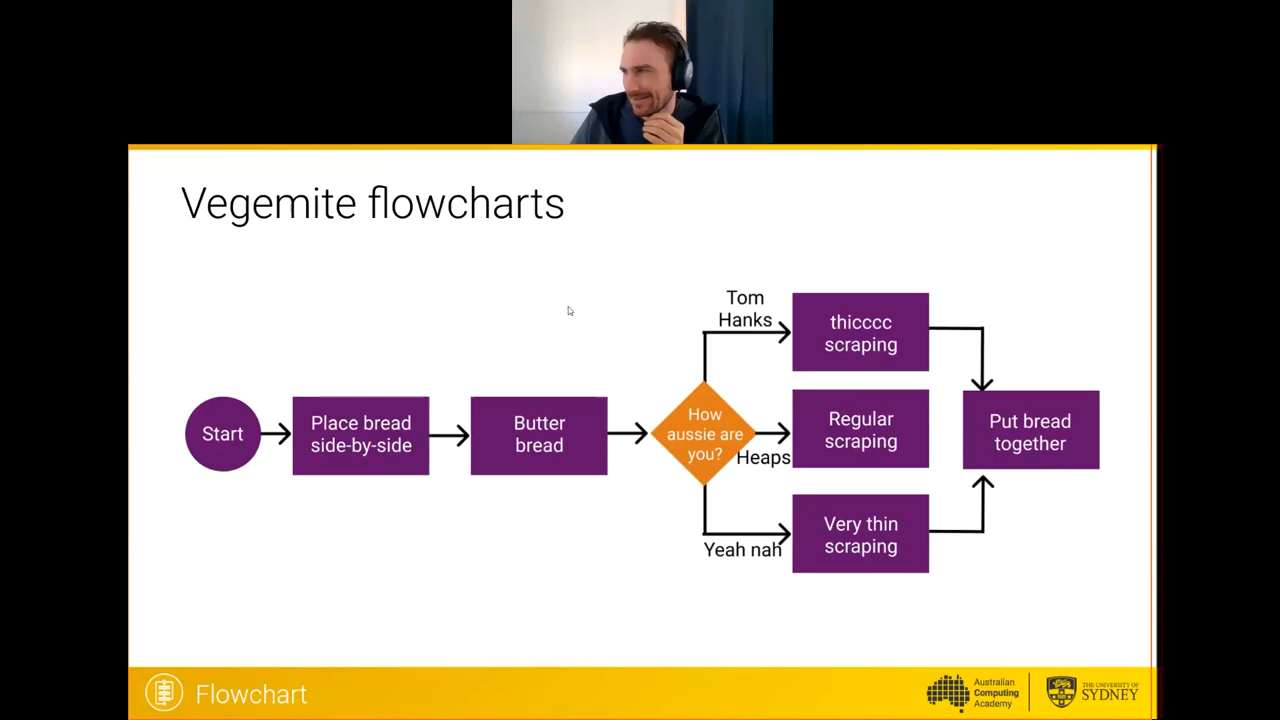 Vegemite flowcharts
Start
Place bread
side-by-side
Butter
bread
How
aussie are
you?
Tom
Hanks
thicccc
scraping
Heaps
Regular
scraping
Yeah nah
Very thin
scraping
Put bread
together
Flowchart
Australian
Computing
Academy
THE UNIVERSITY OF
SYDNEY